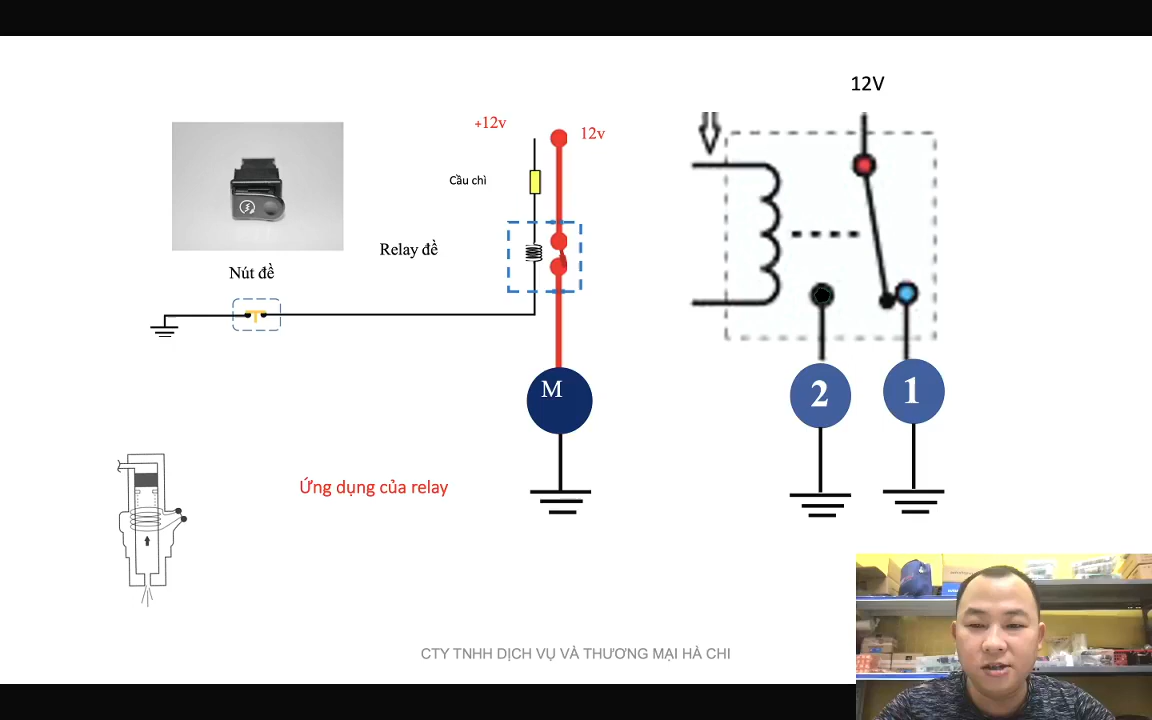 12V
+12v
12v
Cầu chì
Relay đề
Nút đề
M
2
1
Ứng dụng của relay
CTY TNHH DỊCH VỤ VÀ THƯƠNG MẠI HÀ CHI